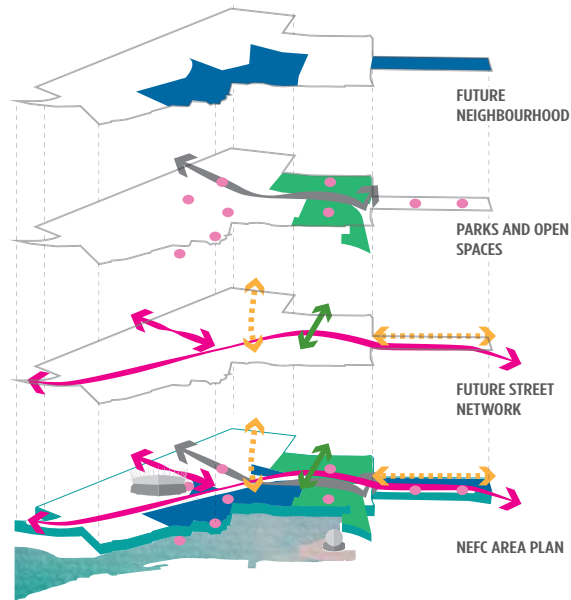 FUTURE
NEIGHBOURHOOD
PARKS AND OPEN
SPACES
FUTURE STREET
NETWORK
NEFC AREA PLAN